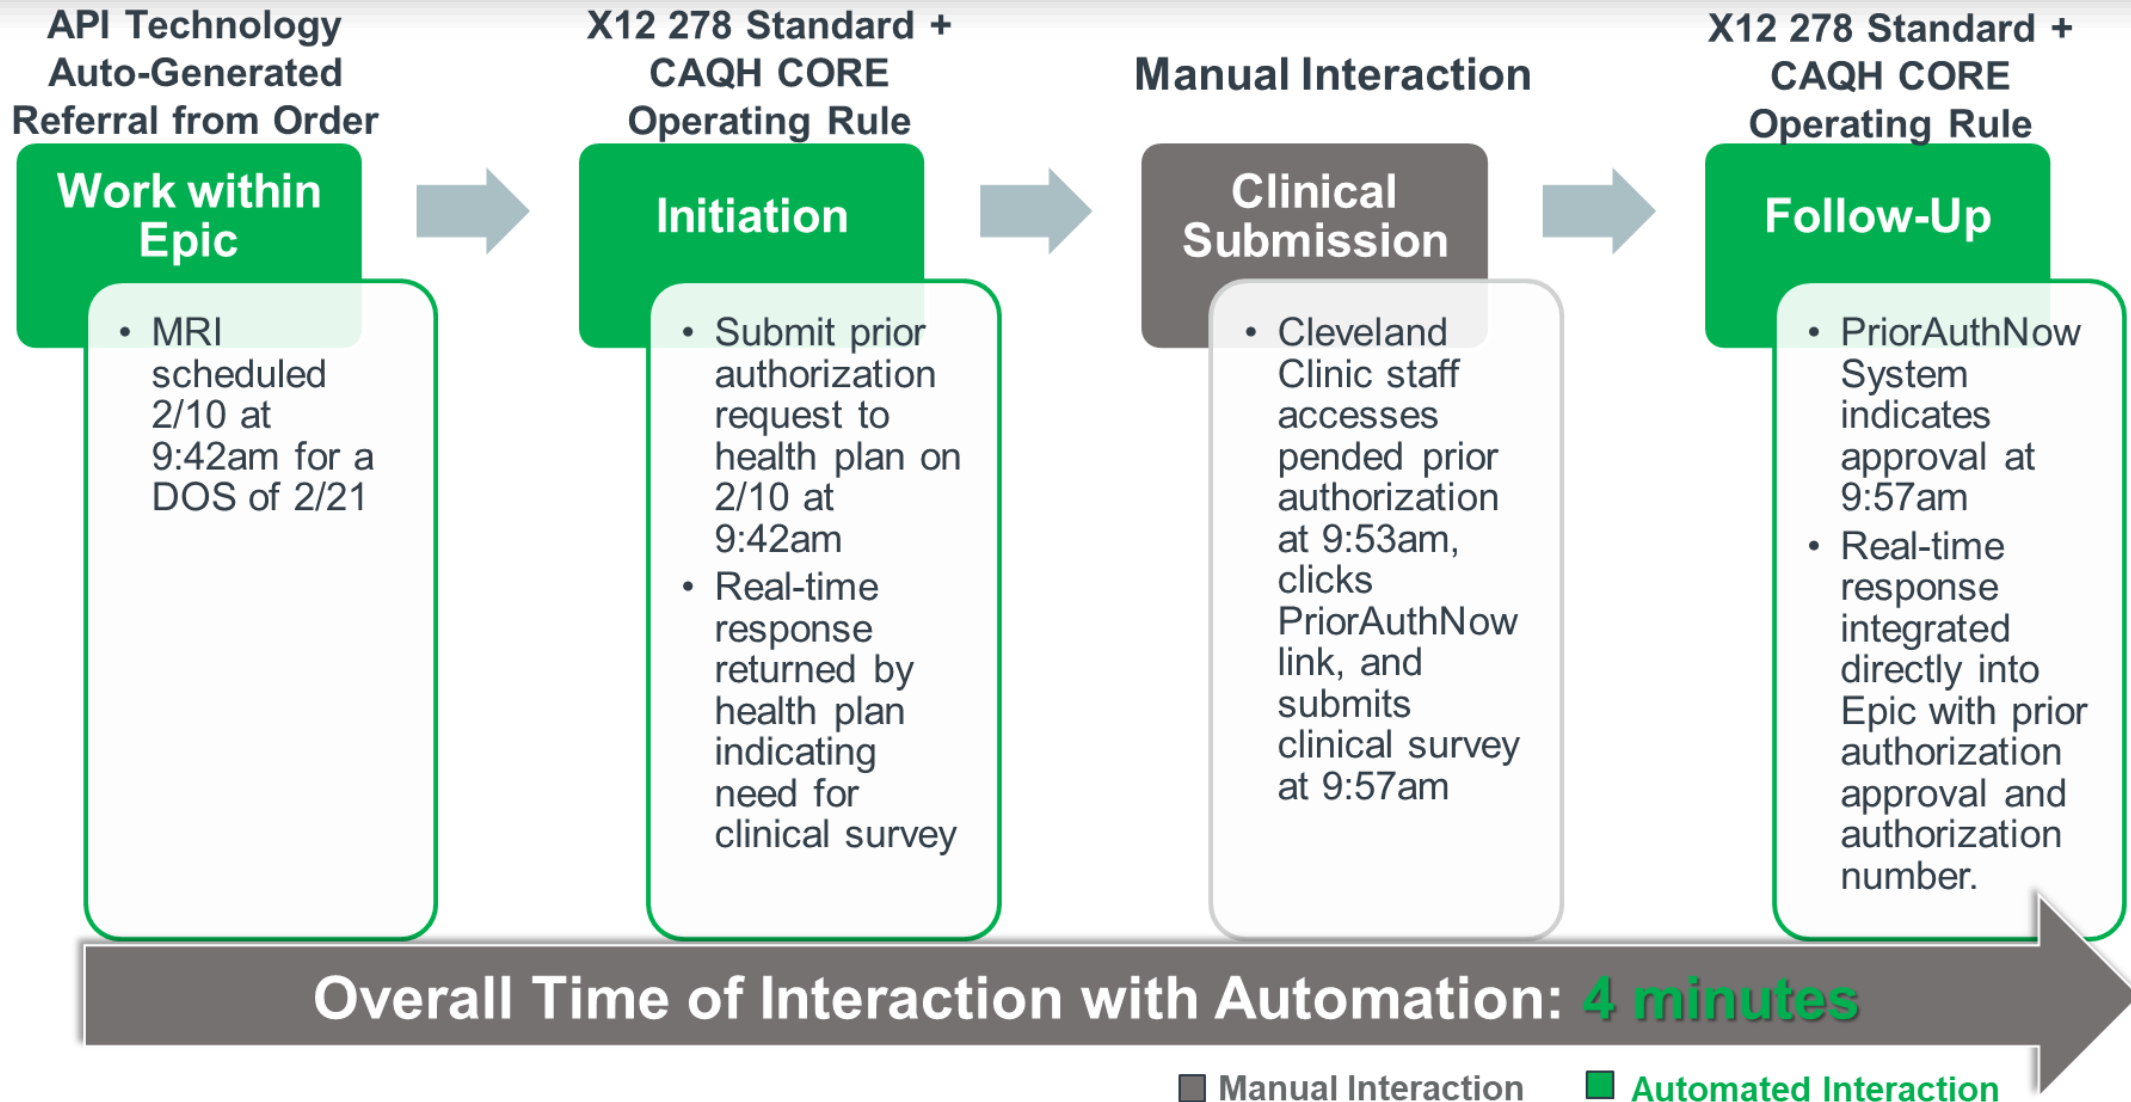 API Technology
Auto-Generated
Referral from Order
Work within
Epic
• MRI
scheduled
2/10 at
9:42am for a
DOS of 2/21
X12 278 Standard +
CAQH CORE
Operating Rule
Initiation
• Submit prior
authorization
request to
health plan on
2/10 at
9:42am
• Real-time
response
returned by
health plan
indicating
need for
clinical survey
Manual Interaction
Clinical
Submission
• Cleveland
Clinic staff
accesses
pended prior
authorization
at 9:53am,
clicks
PriorAuthNow
link, and
submits
clinical survey
at 9:57am
X12 278 Standard +
CAQH CORE
Operating Rule
Follow-Up
• PriorAuthNow
System
indicates
approval at
9:57am
• Real-time
response
integrated
directly into
Epic with prior
authorization
approval and
authorization
number.
Overall Time of Interaction with Automation: 4 minutes
Manual Interaction
Automated Interaction